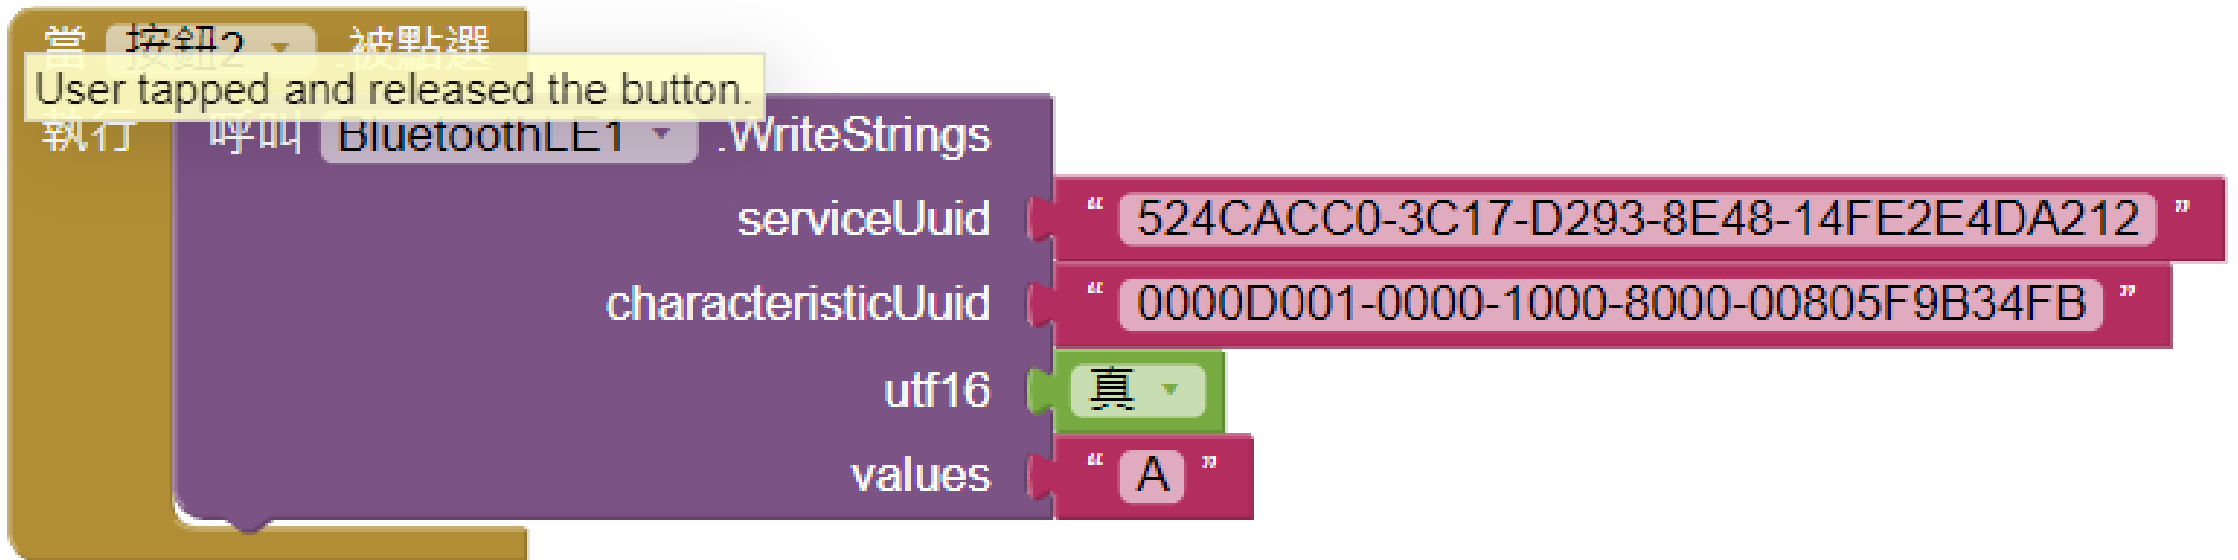 當 按鈕2 .被點選
User tapped and released the button.
執行 呼叫 BluetoothLE1 .WriteStrings
serviceUuid “ 524CACC0-3C17-D293-8E48-14FE2E4DA212 ”
characteristicUuid “ 0000D001-0000-1000-8000-00805F9B34FB ”
utf16 真
values “ A ”